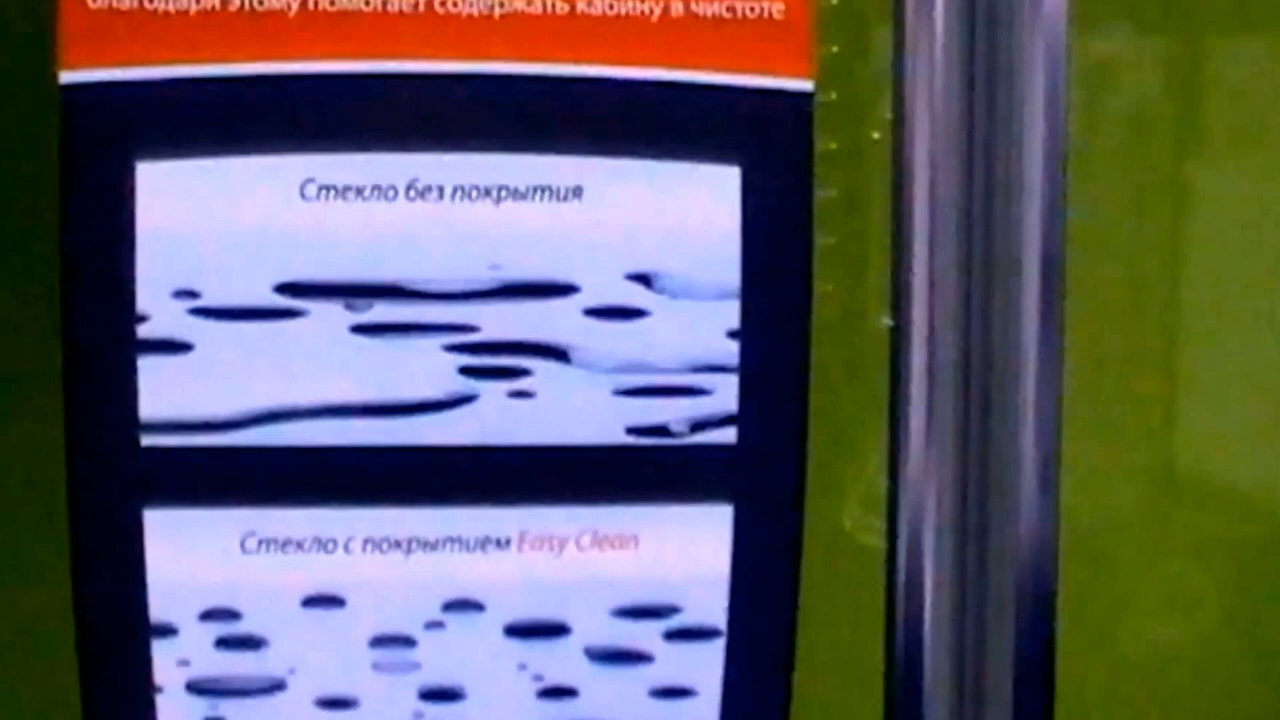 благодаря этому помогает содержать кабину в чистоте
Стекло без покрытия
Стекло с покрытием Easy Clean